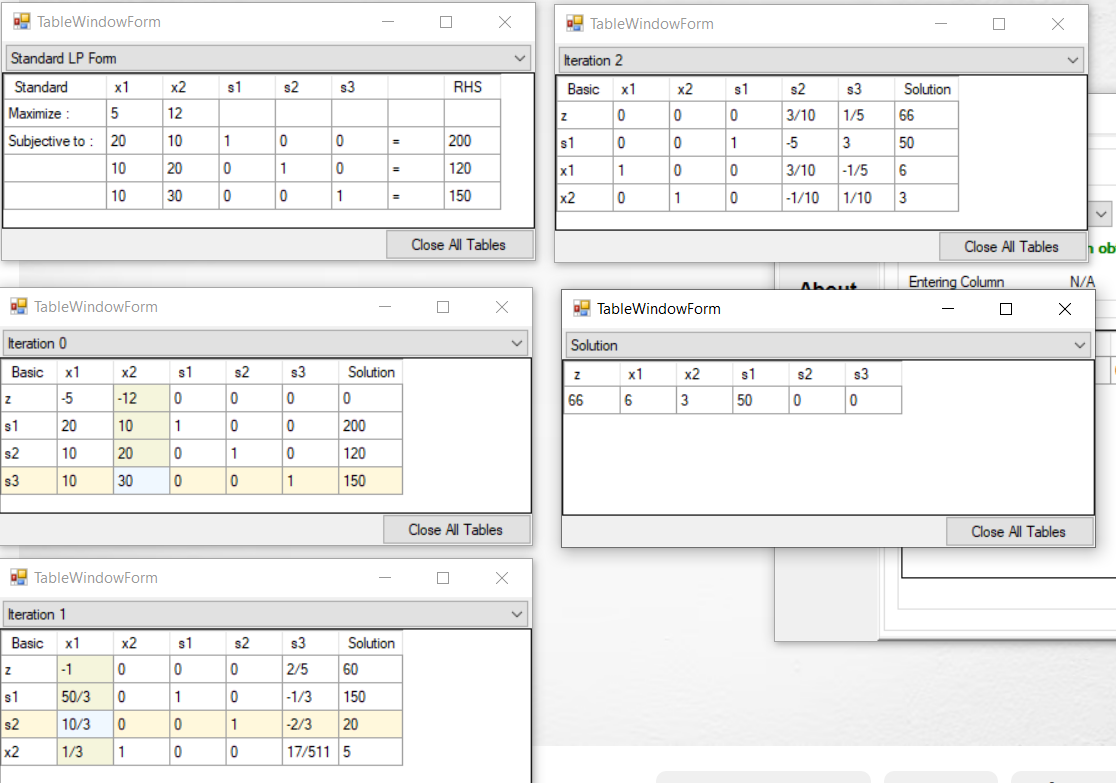 TableWindowForm
Standard LP Form
Standard x1 x2 s1 s2 s3 RHS
Maximize : 5 12
Subjective to : 20 10 1 0 0 = 200
10 20 0 1 0 = 120
10 30 0 0 1 = 150
Close All Tables
TableWindowForm
Iteration 2
Basic x1 x2 s1 s2 s3 Solution
z 0 0 0 3/10 1/5 66
s1 0 0 1 -5 3 50
x1 1 0 0 3/10 -1/5 6
x2 0 1 0 -1/10 1/10 3
Close All Tables
n ob
About
Entering Column N/A
TableWindowForm
Iteration 0
Basic x1 x2 s1 s2 s3 Solution
z -5 -12 0 0 0 0
s1 20 10 1 0 0 200
s2 10 20 0 1 0 120
s3 10 30 0 0 1 150
Close All Tables
TableWindowForm
Solution
z x1 x2 s1 s2 s3
66 6 3 50 0 0
Close All Tables
TableWindowForm
Iteration 1
Basic x1 x2 s1 s2 s3 Solution
z -1 0 0 0 2/5 60
s1 50/3 0 1 0 -1/3 150
s2 10/3 0 0 1 -2/3 20
x2 1/3 1 0 0 17/511 5